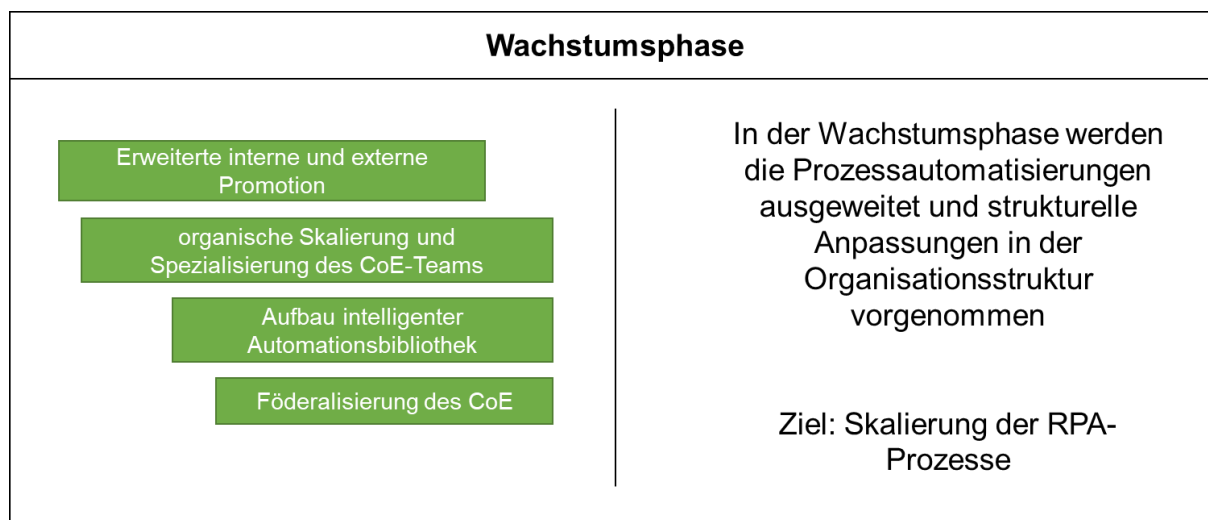 Wachstumsphase
Erweiterte interne und externe
Promotion
organische Skalierung und
Spezialisierung des CoE-Teams
Aufbau intelligenter
Automationsbibliothek
Föderalisierung des CoE
In der Wachstumsphase werden
die Prozessautomatisierungen
ausgeweitet und strukturelle
Anpassungen in der
Organisationsstruktur
vorgenommen
Ziel: Skalierung der RPA-
Prozesse